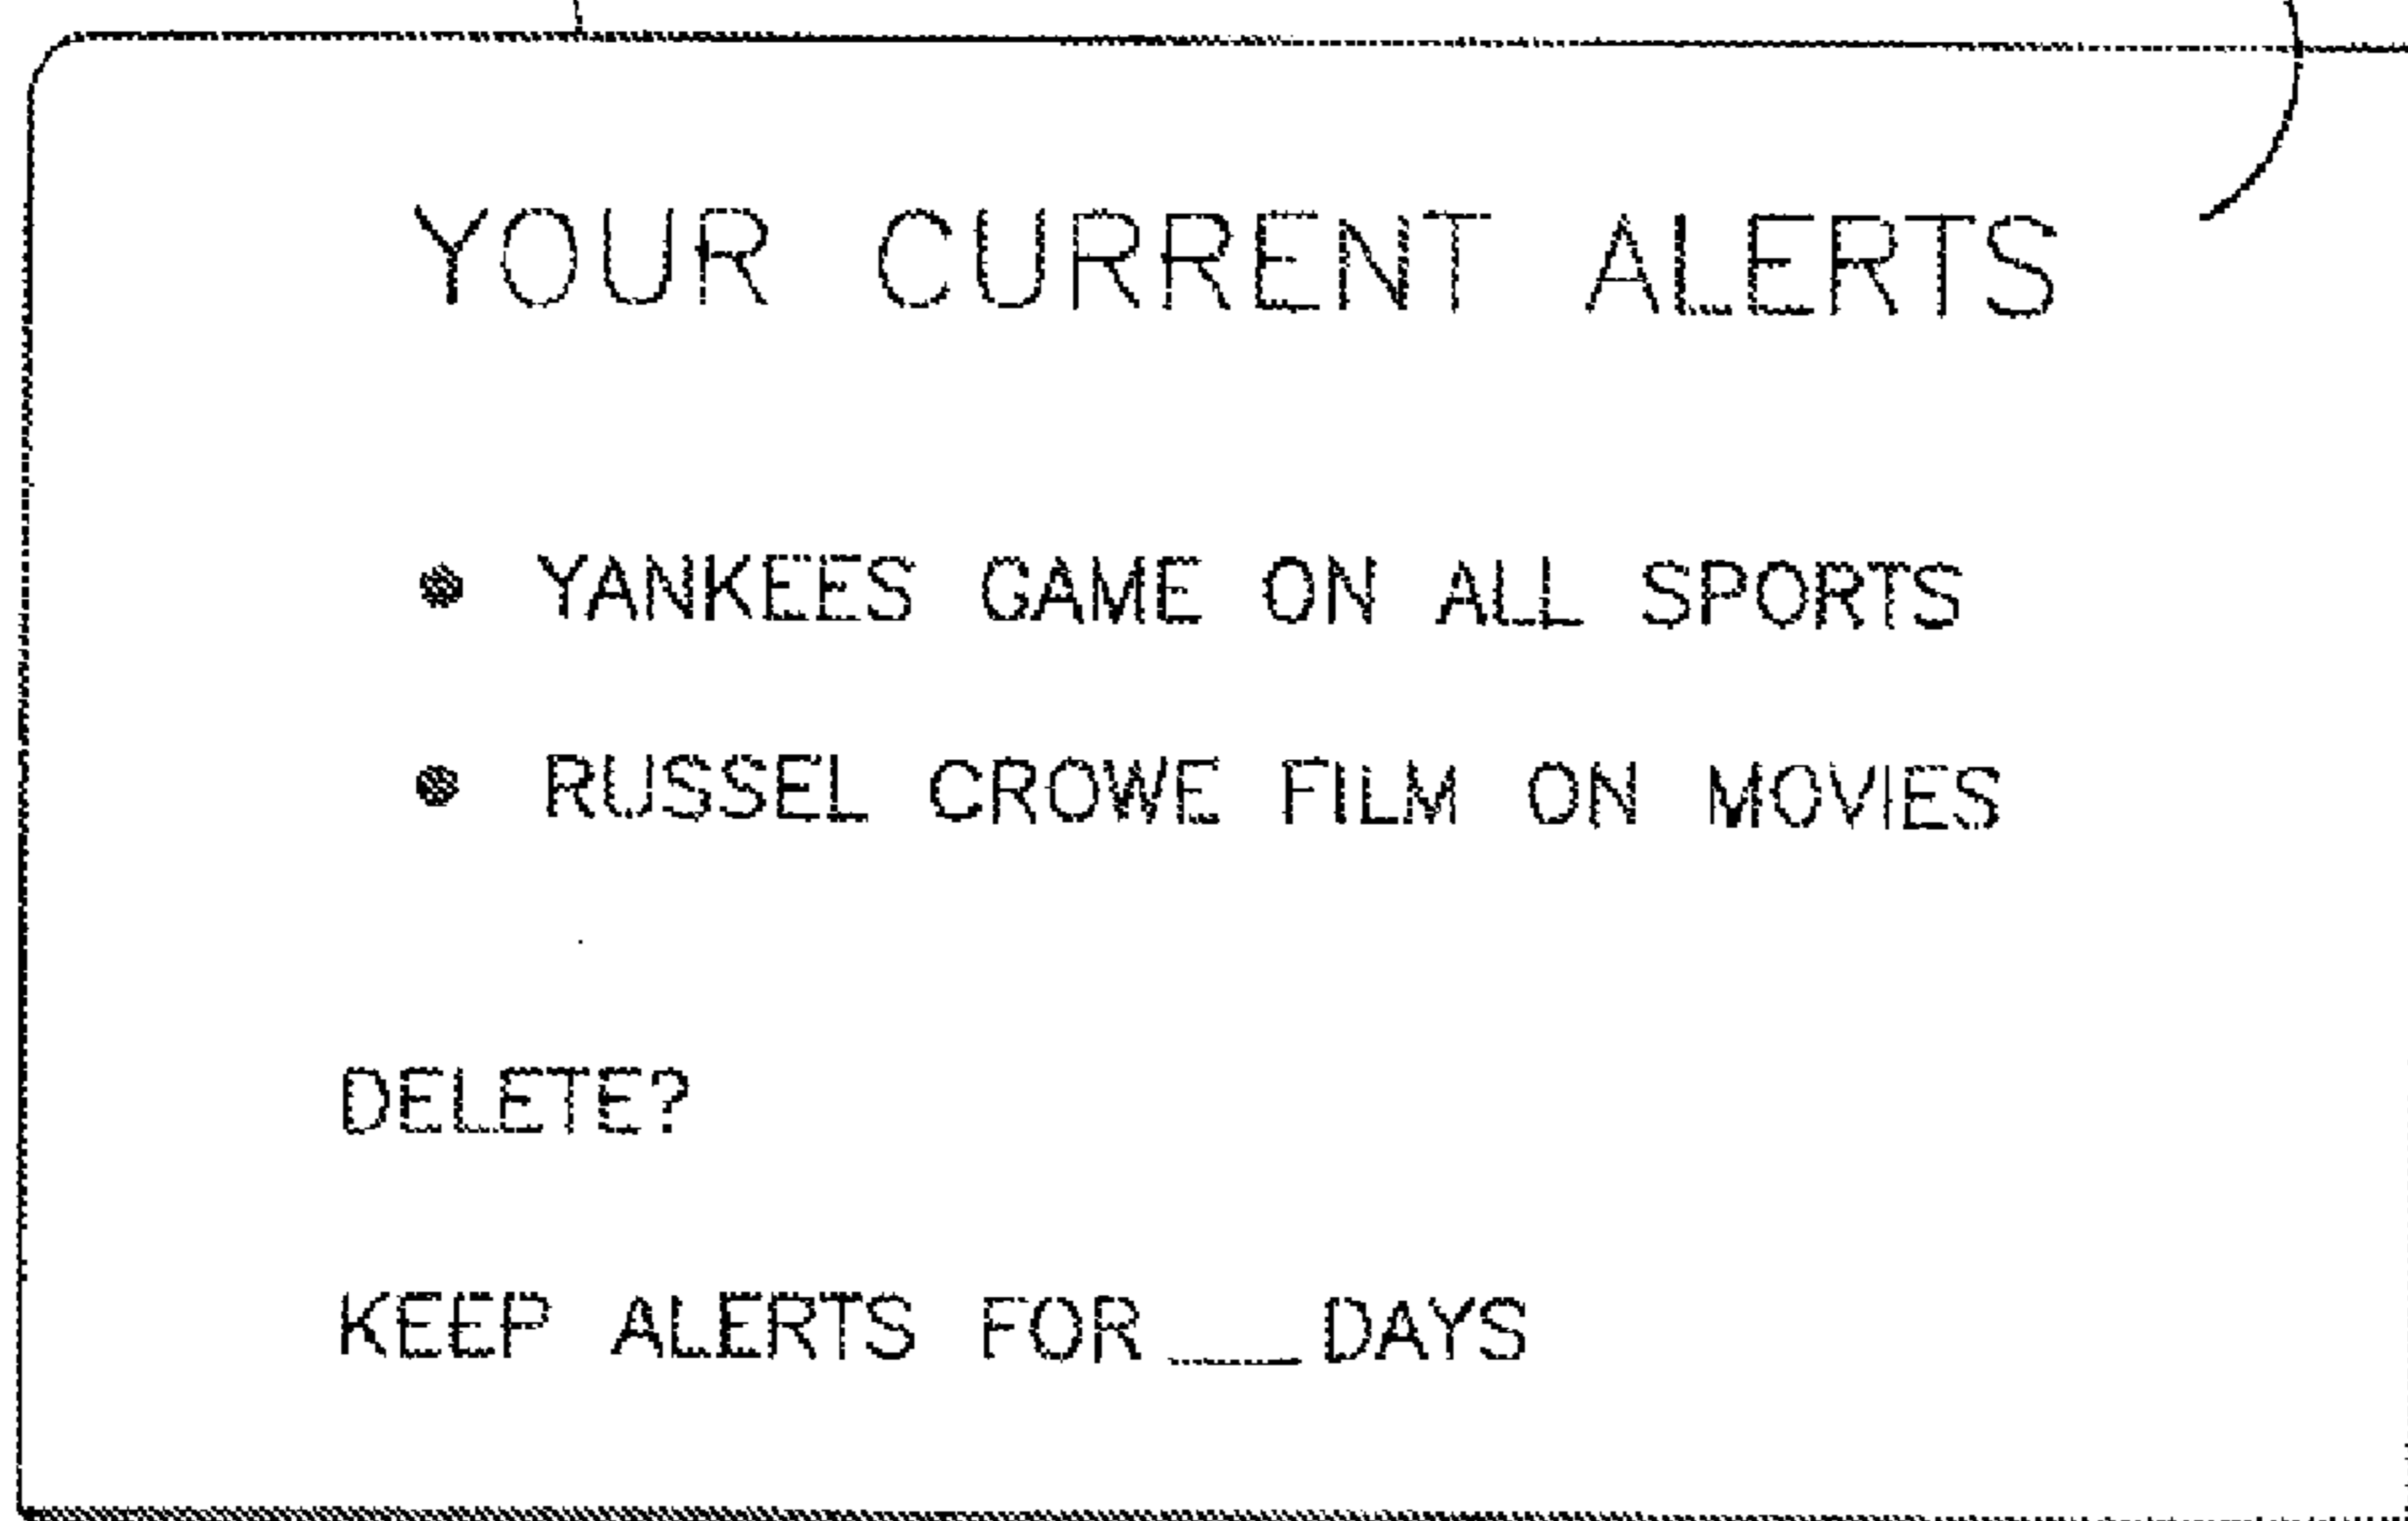 YOUR CURRENT ALERTS
● YANKEES GAME ON ALL SPORTS
● RUSSEL CROWE FILM ON MOVIES
DELETE?
KEEP ALERTS FOR ___ DAYS